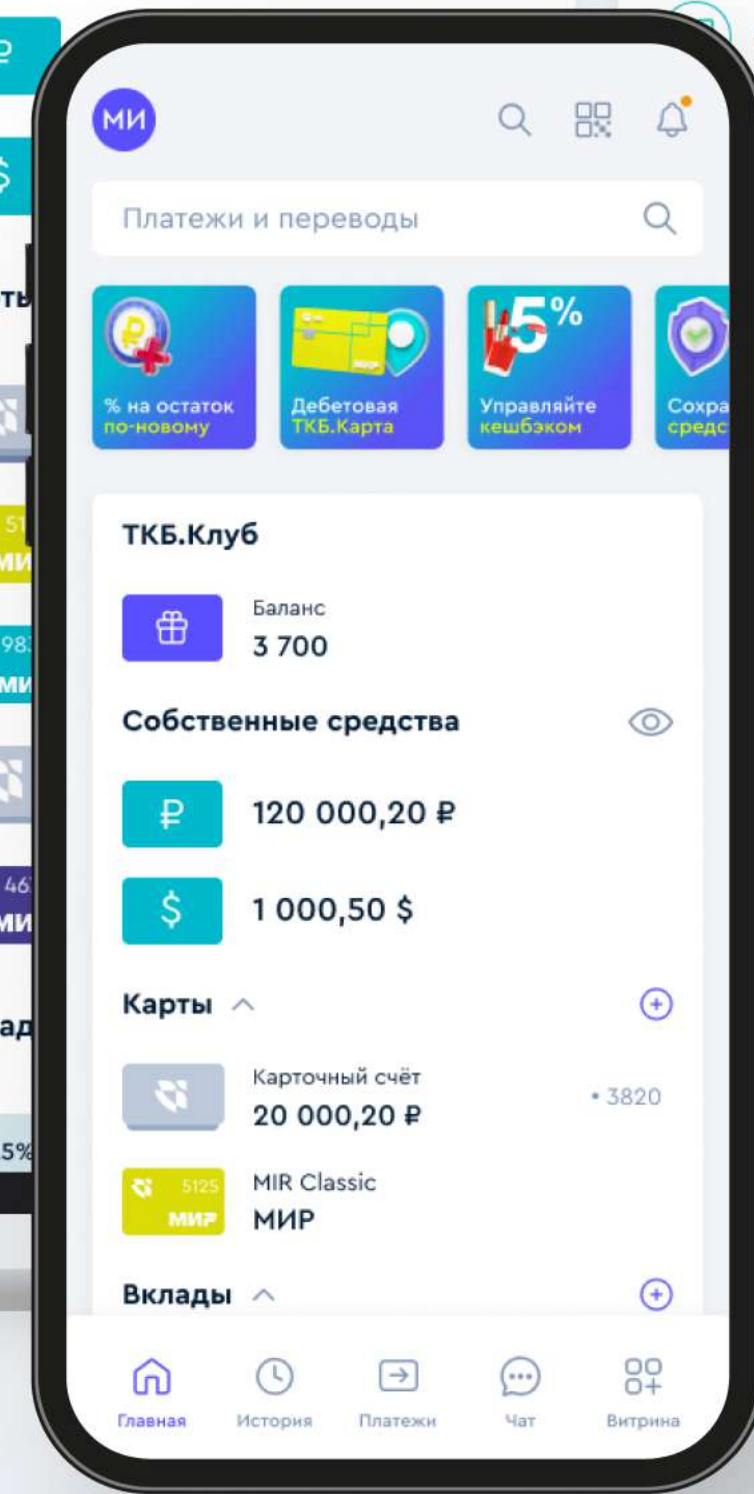 МИ
Платежи и переводы
5%
% на остаток
по-новому
Дебетовая
ТКБ.Карта
Управляйте
кешбэком
МИР
ТКБ.Клуб
Баланс
3 700
Собственные средства
₽
120 000,20 ₽
$
1 000,50 $
Карты
Карточный счёт
20 000,20 ₽
• 3820
5125
МИР
MIR Classic
МИР
Вклады
Главная
История
Платежи
Чат
Витрина